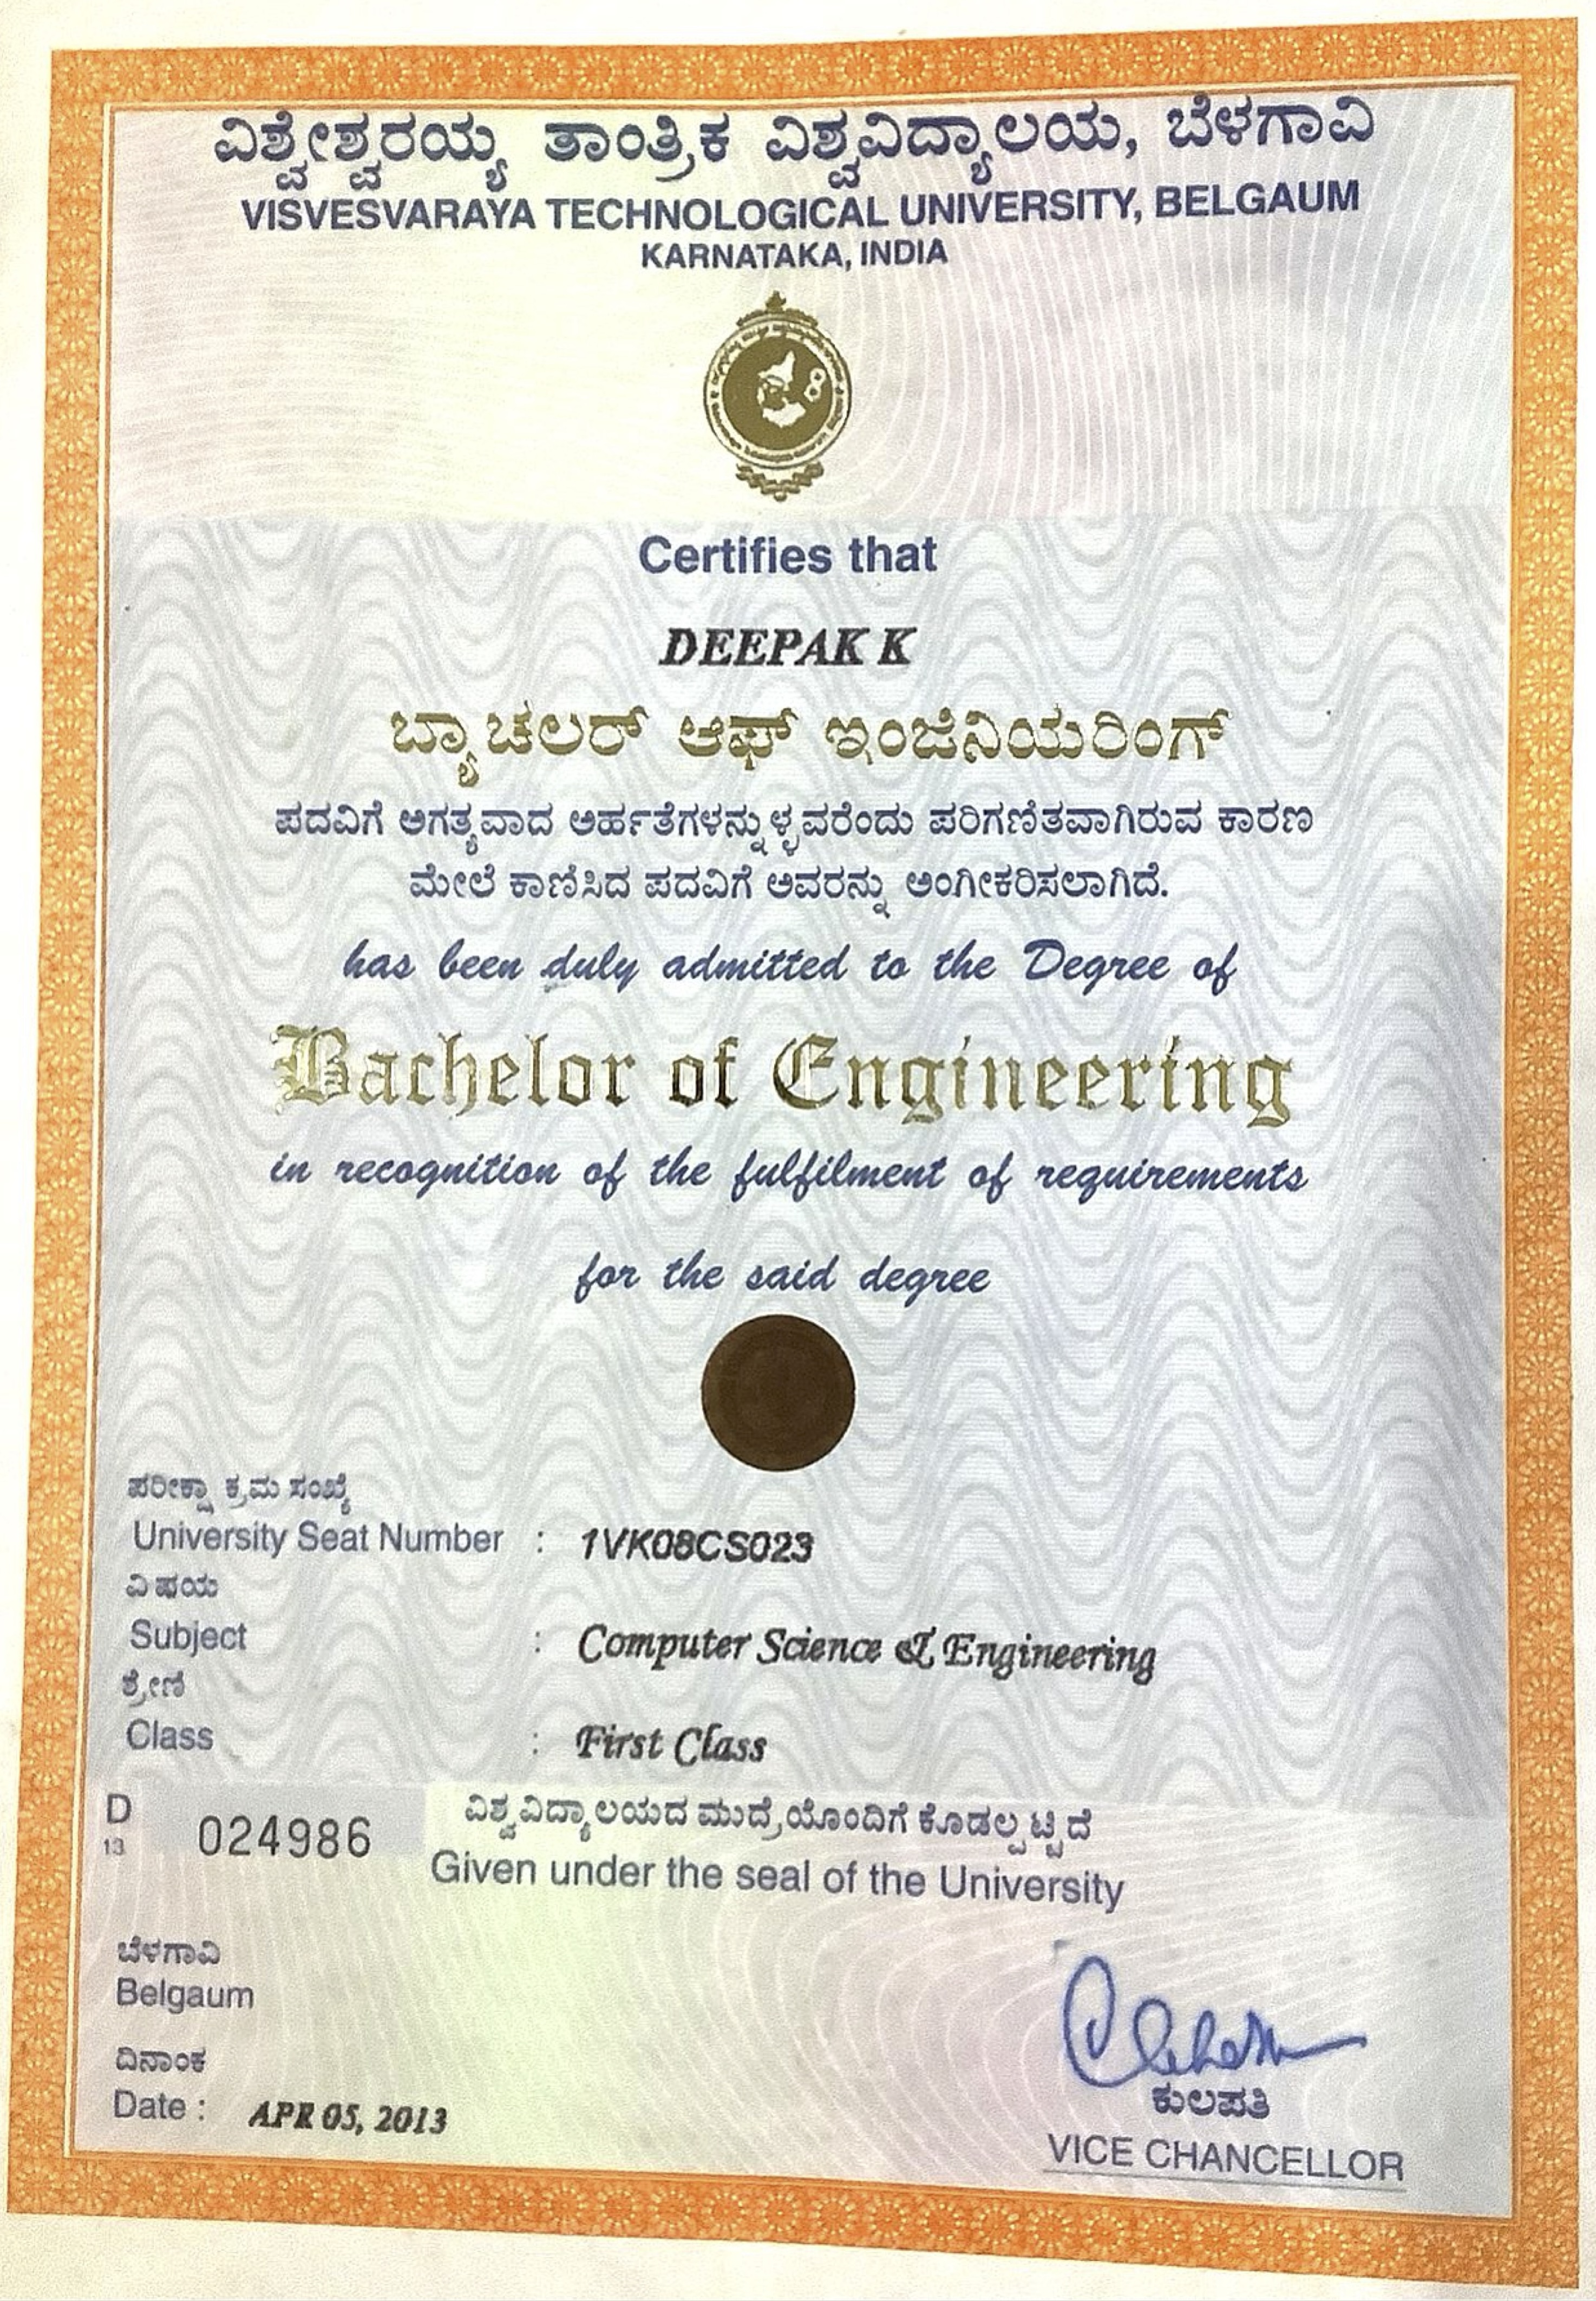 ವಿಶ್ವೇಶ್ವರಯ್ಯ ತಾಂತ್ರಿಕ ವಿಶ್ವವಿದ್ಯಾಲಯ, ಬೆಳಗಾವಿ
VISVESVARAYA TECHNOLOGICAL UNIVERSITY, BELGAUM
KARNATAKA, INDIA
Certifies that
DEEPAK K
ಬ್ಯಾಚಲರ್ ಆಫ್ ಇಂಜಿನಿಯರಿಂಗ್
ಪದವಿಗೆ ಅಗತ್ಯವಾದ ಅರ್ಹತೆಗಳನ್ನುಳ್ಳವರೆಂದು ಪರಿಗಣಿತವಾಗಿರುವ ಕಾರಣ
ಮೇಲೆ ಕಾಣಿಸಿದ ಪದವಿಗೆ ಅವರನ್ನು ಅಂಗೀಕರಿಸಲಾಗಿದೆ.
has been duly admitted to the Degree of
Bachelor of Engineering
in recognition of the fulfilment of requirements
for the said degree
ಪರೀಕ್ಷಾ ಕ್ರಮ ಸಂಖ್ಯೆ
University Seat Number : 1VK08CS023
ವಿಷಯ
Subject : Computer Science & Engineering
ಶ್ರೇಣಿ
Class : First Class
D 13 024986
ವಿಶ್ವವಿದ್ಯಾಲಯದ ಮುದ್ರೆಯೊಂದಿಗೆ ಕೊಡಲ್ಪಟ್ಟಿದೆ
Given under the seal of the University
ಬೆಳಗಾವಿ
Belgaum
ದಿನಾಂಕ
Date : APR 05, 2013
ಕುಲಪತಿ
VICE CHANCELLOR